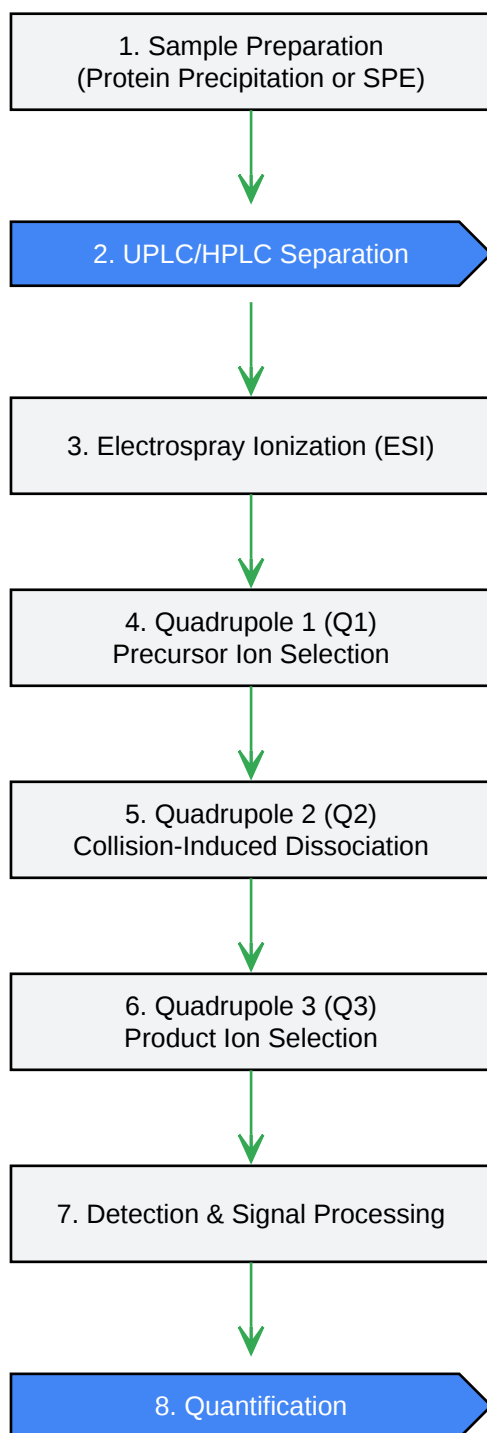 1. Sample Preparation
(Protein Precipitation or SPE)
2. UPLC/HPLC Separation
3. Electrospray Ionization (ESI)
4. Quadrupole 1 (Q1)
Precursor Ion Selection
5. Quadrupole 2 (Q2)
Collision-Induced Dissociation
6. Quadrupole 3 (Q3)
Product Ion Selection
7. Detection & Signal Processing
8. Quantification